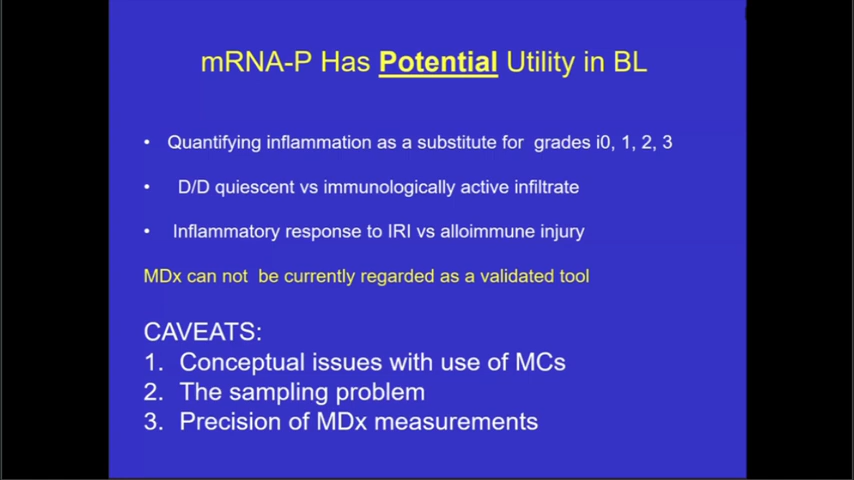 mRNA-P Has Potential Utility in BL
• Quantifying inflammation as a substitute for grades i0, 1, 2, 3
• D/D quiescent vs immunologically active infiltrate
• Inflammatory response to IRI vs alloimmune injury
MDx can not be currently regarded as a validated tool
CAVEATS:
1. Conceptual issues with use of MCs
2. The sampling problem
3. Precision of MDx measurements